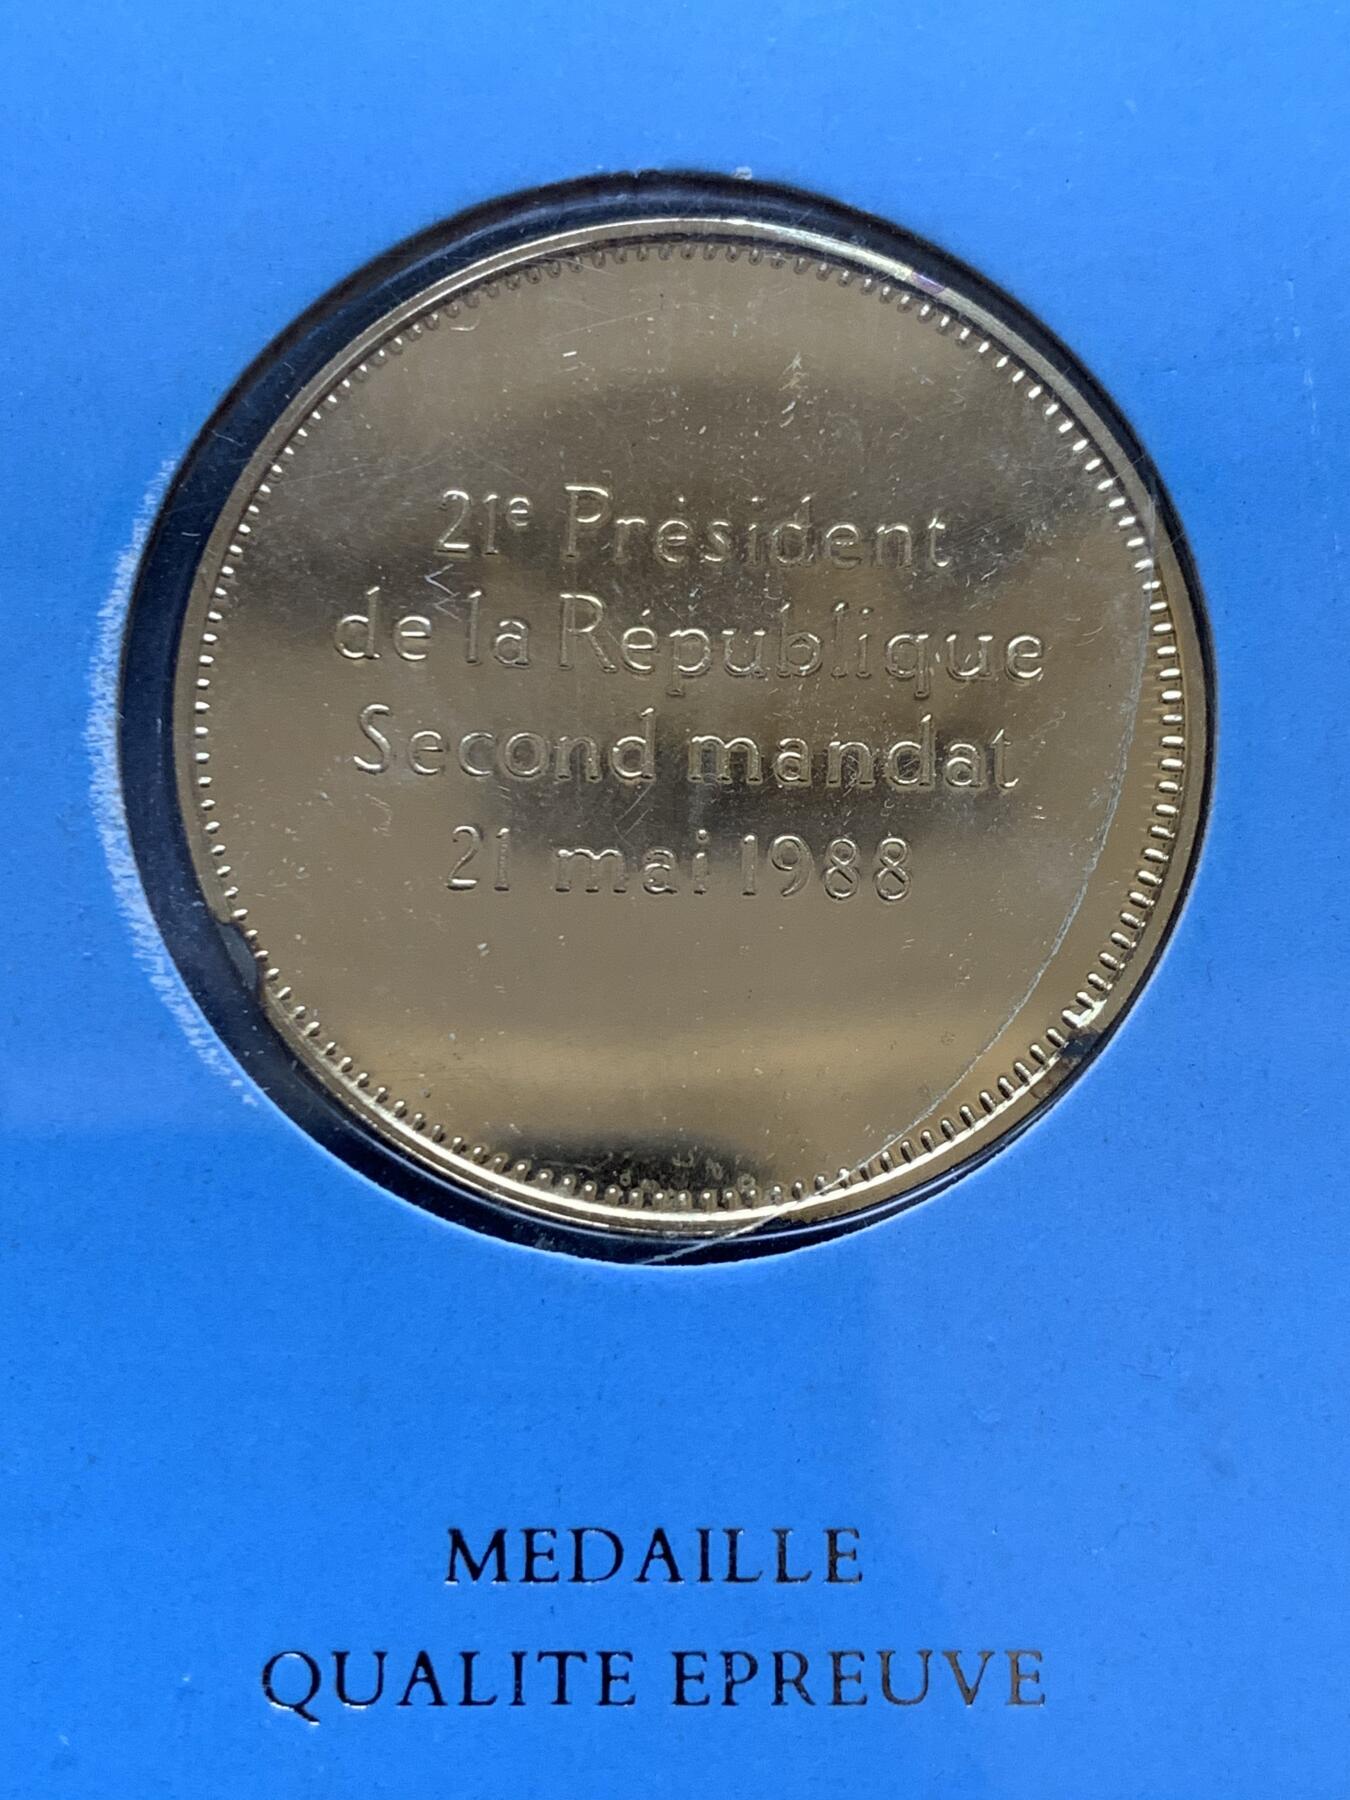 21e Président
de la République
Second mandat
21 mai 1988
MEDAILLE
QUALITE EPREUVE